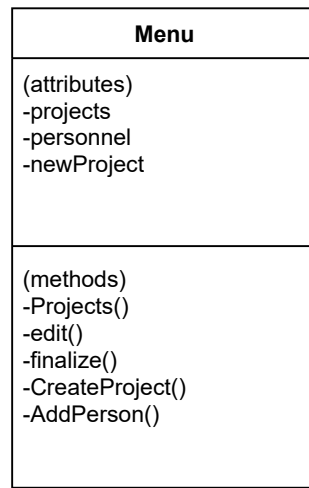 Menu
(attributes)
-projects
-personnel
-newProject
(methods)
-Projects()
-edit()
-finalize()
-CreateProject()
-AddPerson()